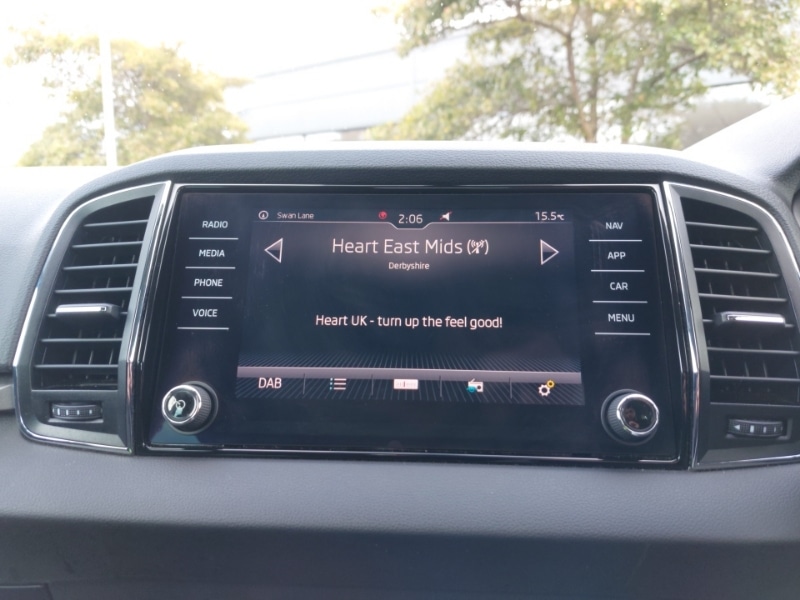 Swan Lane
2:06
15.5°C
RADIO
MEDIA
PHONE
VOICE
Heart East Mids
Derbyshire
Heart UK - turn up the feel good!
DAB
NAV
APP
CAR
MENU